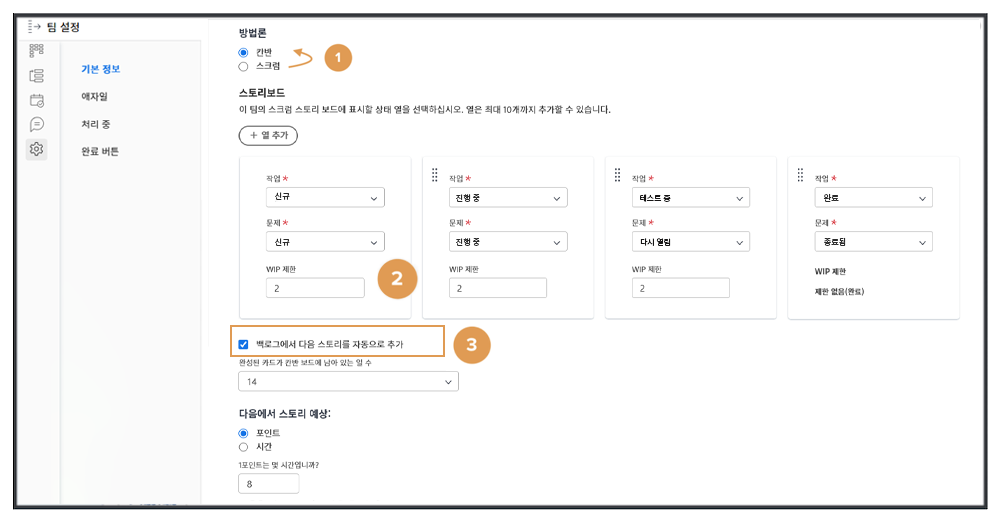 팀 설정
기본 정보
애자일
처리 중
완료 버튼
방법론
칸반
스크럼
1
스토리보드
이 팀의 스크럼 스토리 보드에 표시할 상태 열을 선택하십시오. 열은 최대 10개까지 추가할 수 있습니다.
+ 열 추가
작업 *
신규
문제 *
신규
WIP 제한
2
2
작업 *
진행 중
문제 *
진행 중
WIP 제한
2
작업 *
테스트 중
문제 *
다시 열림
WIP 제한
2
작업 *
완료
문제 *
종료됨
WIP 제한
제한 없음(완료)
백로그에서 다음 스토리를 자동으로 추가
3
완성된 카드가 칸반 보드에 남아 있는 일 수
14
다음에서 스토리 예상:
포인트
시간
1포인트는 몇 시간입니까?
8